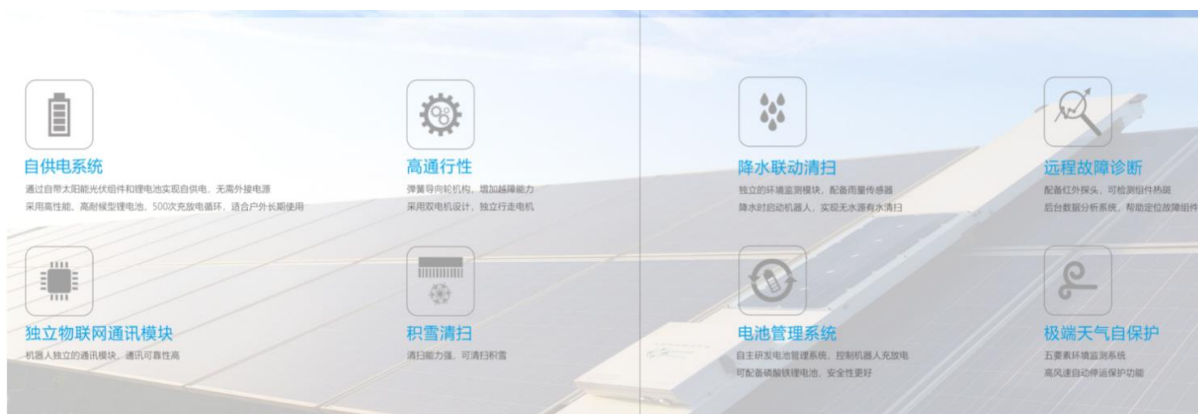 自供电系统
通过自带太阳能光伏组件和锂电池实现自供电，无需外接电源
采用高性能、高耐候型锂电池，500次充放电循环，适合户外长期使用
高通行性
弹簧导向轮机构，增加越障能力
采用双电机设计，独立行走电机
降水联动清扫
独立的环境监测模块，配备雨量传感器
降水时启动机器人，实现无水源有水清扫
远程故障诊断
配备红外探头，可检测组件热斑
后台数据分析系统，帮助定位故障组件
独立物联网通讯模块
机器人独立的通讯模块，通讯可靠性高
积雪清扫
清扫能力强，可清扫积雪
电池管理系统
自主研发电池管理系统，控制机器人充放电
可配备磷酸铁锂电池，安全性更好
极端天气自保护
五要素环境监测系统
高风速自动停运保护功能